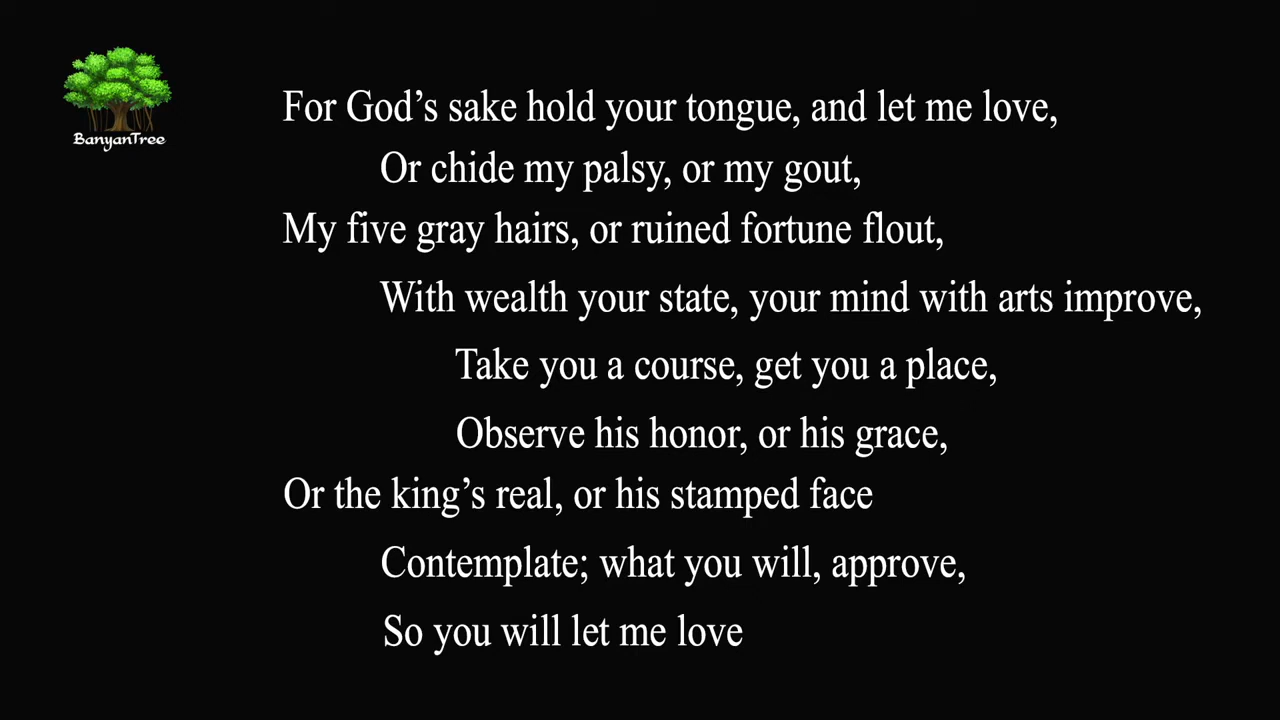 BanyanTree
For God’s sake hold your tongue, and let me love,
Or chide my palsy, or my gout,
My five gray hairs, or ruined fortune flout,
With wealth your state, your mind with arts improve,
Take you a course, get you a place,
Observe his honor, or his grace,
Or the king’s real, or his stamped face
Contemplate; what you will, approve,
So you will let me love